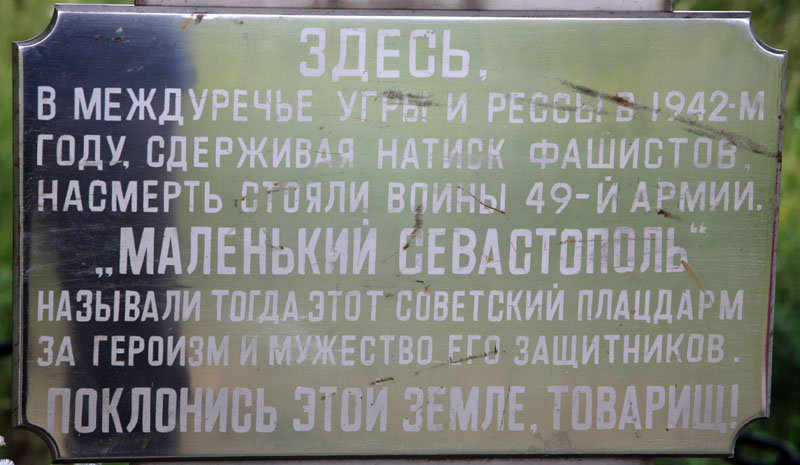 ЗДЕСЬ,
В МЕЖДУРЕЧЬЕ УГРЫ И РЕССЫ В 1942-М
ГОДУ, СДЕРЖИВАЯ НАТИСК ФАШИСТОВ,
НАСМЕРТЬ СТОЯЛИ ВОИНЫ 49-Й АРМИИ.
„МАЛЕНЬКИЙ СЕВАСТОПОЛЬ“
НАЗЫВАЛИ ТОГДА ЭТОТ СОВЕТСКИЙ ПЛАЦДАРМ
ЗА ГЕРОИЗМ И МУЖЕСТВО ЕГО ЗАЩИТНИКОВ.
ПОКЛОНИСЬ ЭТОЙ ЗЕМЛЕ, ТОВАРИЩ!